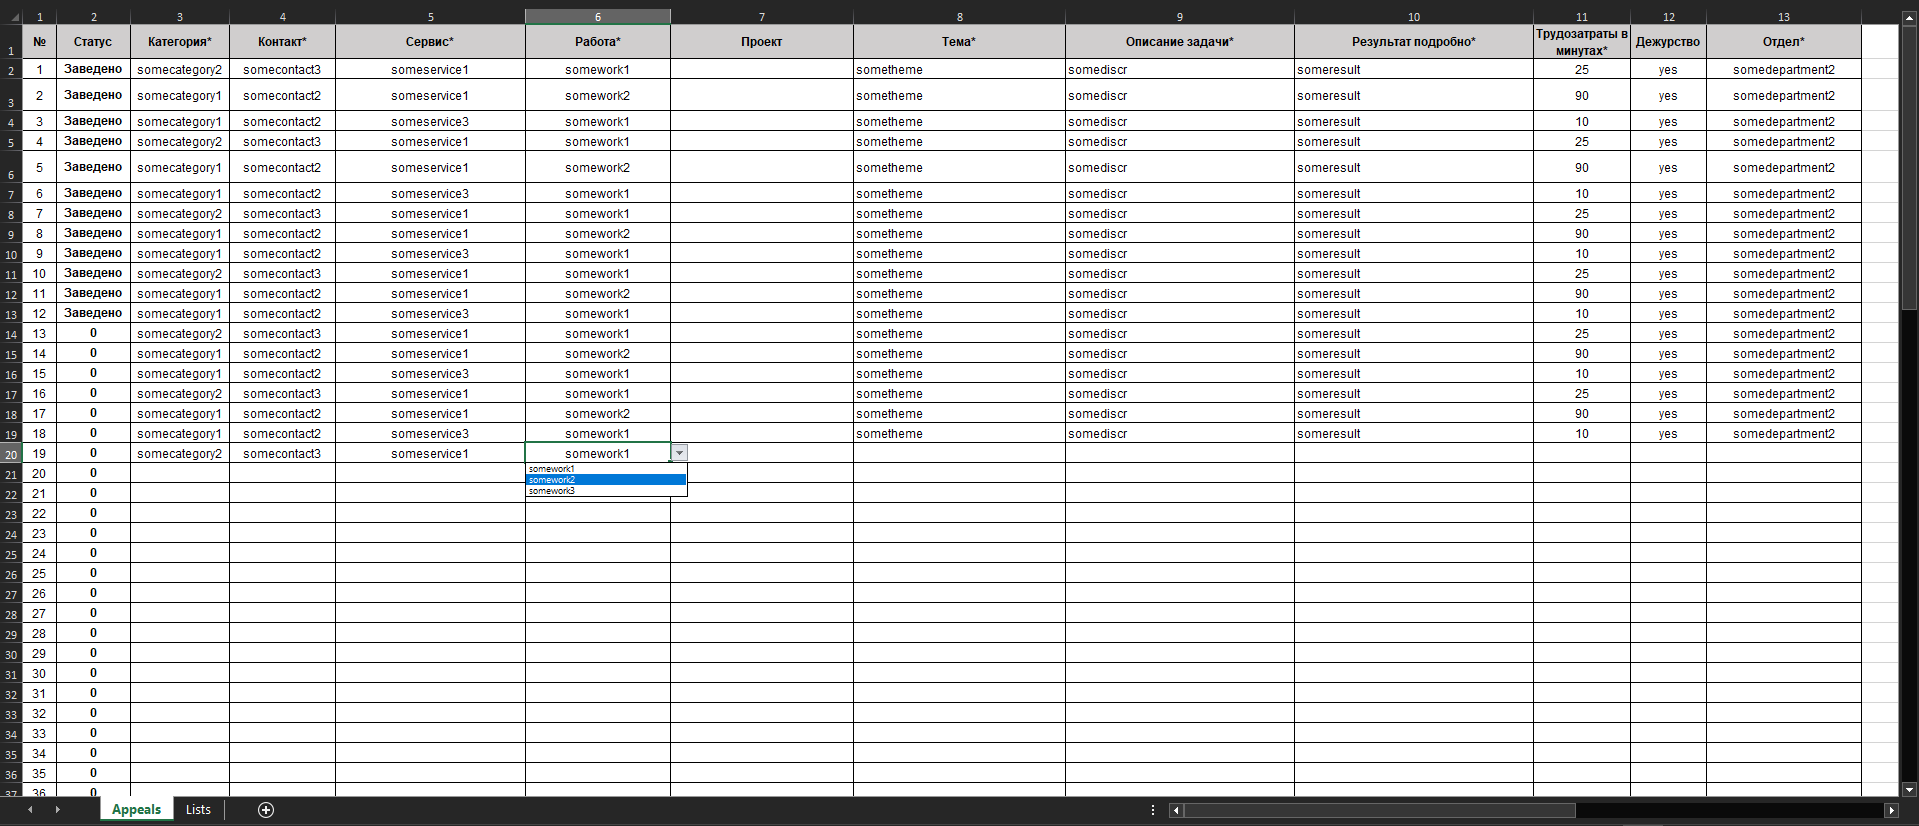 1 2 3 4 5 6 7 8 9 10 11 12 13
1 № Статус Категория* Контакт* Сервис* Работа* Проект Тема* Описание задачи* Результат подробно* Трудозатраты в минутах* Дежурство Отдел*
2 1 Заведено somecategory2 somecontact3 someservice1 somework1 sometheme somediscr someresult 25 yes somedepartment2
3 2 Заведено somecategory1 somecontact2 someservice1 somework2 sometheme somediscr someresult 90 yes somedepartment2
4 3 Заведено somecategory1 somecontact2 someservice3 somework1 sometheme somediscr someresult 10 yes somedepartment2
5 4 Заведено somecategory2 somecontact3 someservice1 somework1 sometheme somediscr someresult 25 yes somedepartment2
6 5 Заведено somecategory1 somecontact2 someservice1 somework2 sometheme somediscr someresult 90 yes somedepartment2
7 6 Заведено somecategory1 somecontact2 someservice3 somework1 sometheme somediscr someresult 10 yes somedepartment2
8 7 Заведено somecategory2 somecontact3 someservice1 somework1 sometheme somediscr someresult 25 yes somedepartment2
9 8 Заведено somecategory1 somecontact2 someservice1 somework2 sometheme somediscr someresult 90 yes somedepartment2
10 9 Заведено somecategory1 somecontact2 someservice3 somework1 sometheme somediscr someresult 10 yes somedepartment2
11 10 Заведено somecategory2 somecontact3 someservice1 somework1 sometheme somediscr someresult 25 yes somedepartment2
12 11 Заведено somecategory1 somecontact2 someservice1 somework2 sometheme somediscr someresult 90 yes somedepartment2
13 12 Заведено somecategory1 somecontact2 someservice3 somework1 sometheme somediscr someresult 10 yes somedepartment2
14 13 0 somecategory2 somecontact3 someservice1 somework1 sometheme somediscr someresult 25 yes somedepartment2
15 14 0 somecategory1 somecontact2 someservice1 somework2 sometheme somediscr someresult 90 yes somedepartment2
16 15 0 somecategory1 somecontact2 someservice3 somework1 sometheme somediscr someresult 10 yes somedepartment2
17 16 0 somecategory2 somecontact3 someservice1 somework1 sometheme somediscr someresult 25 yes somedepartment2
18 17 0 somecategory1 somecontact2 someservice1 somework2 sometheme somediscr someresult 90 yes somedepartment2
19 18 0 somecategory1 somecontact2 someservice3 somework1 sometheme somediscr someresult 10 yes somedepartment2
20 19 0 somecategory2 somecontact3 someservice1 somework1
somework1
somework2
somework3
21 20 0
22 21 0
23 22 0
24 23 0
25 24 0
26 25 0
27 26 0
28 27 0
29 28 0
30 29 0
31 30 0
32 31 0
33 32 0
34 33 0
35 34 0
36 35 0
37 36 0
Appeals Lists